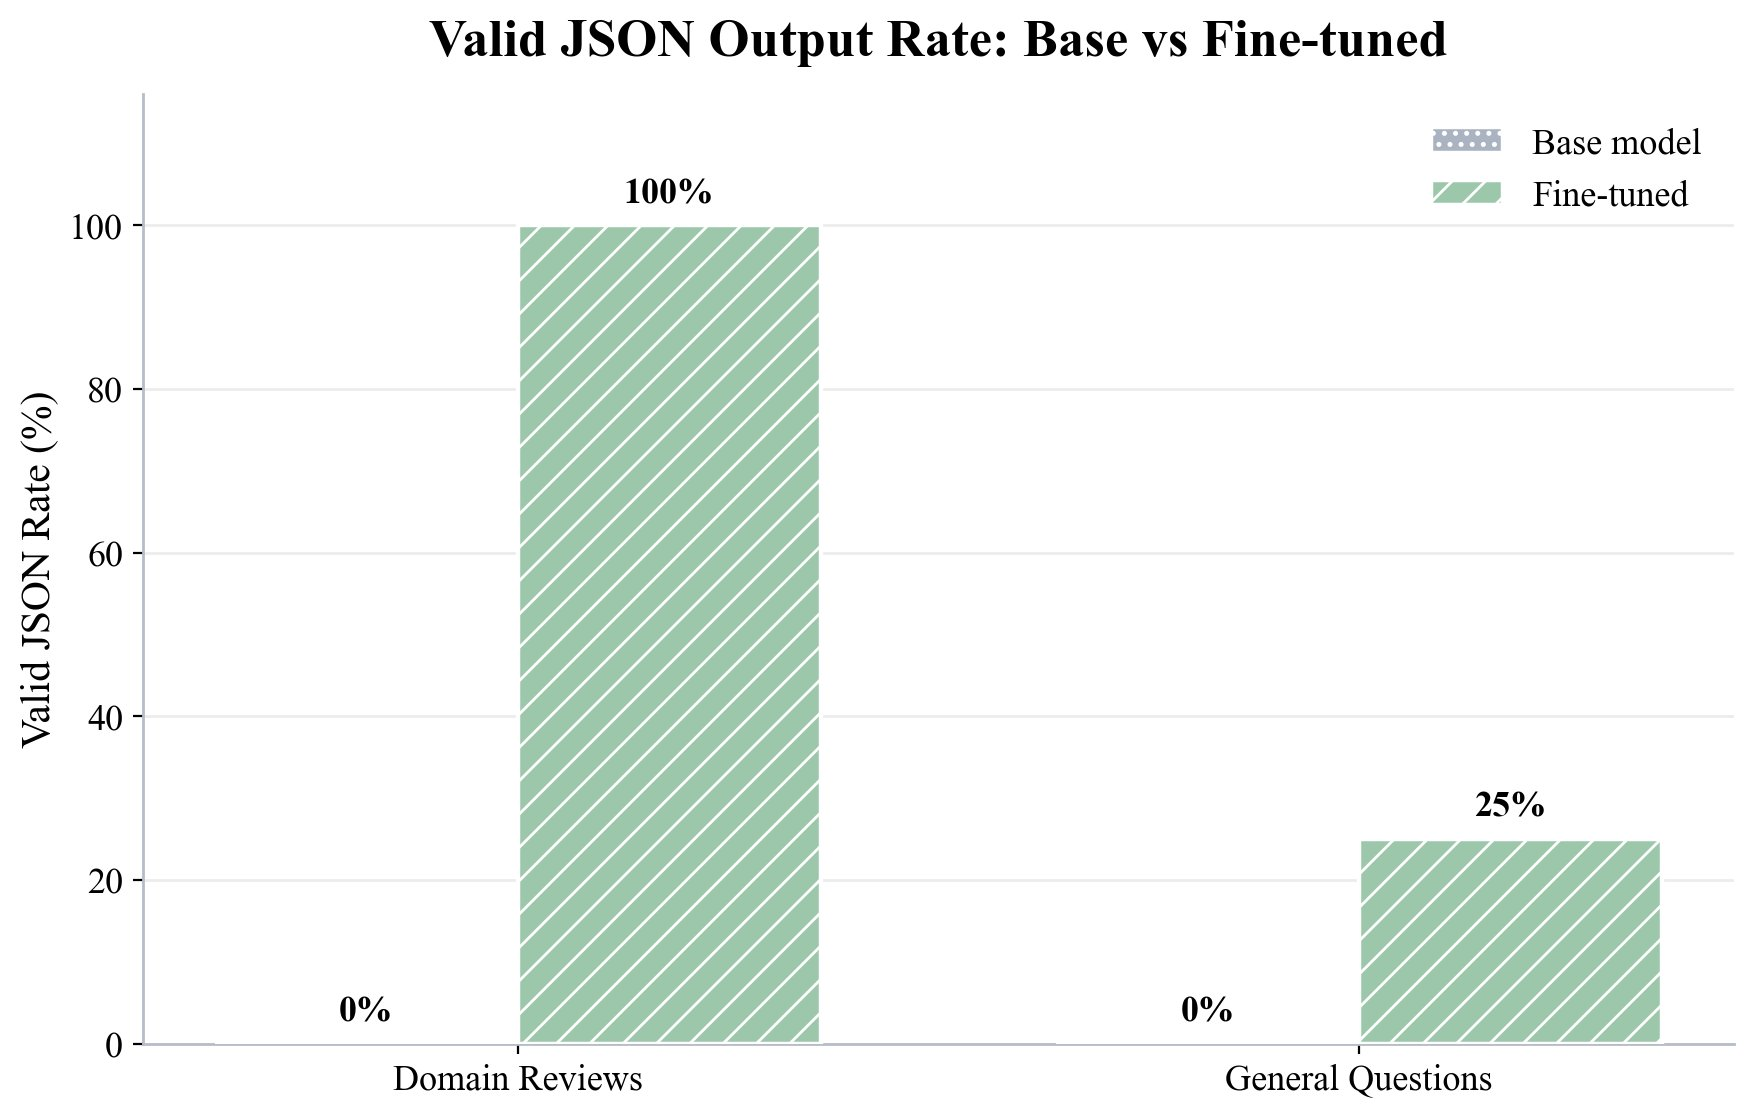 Valid JSON Output Rate: Base vs Fine-tuned
Base model
Fine-tuned
Valid JSON Rate (%)
100
80
60
40
20
0
0%
100%
0%
25%
Domain Reviews
General Questions